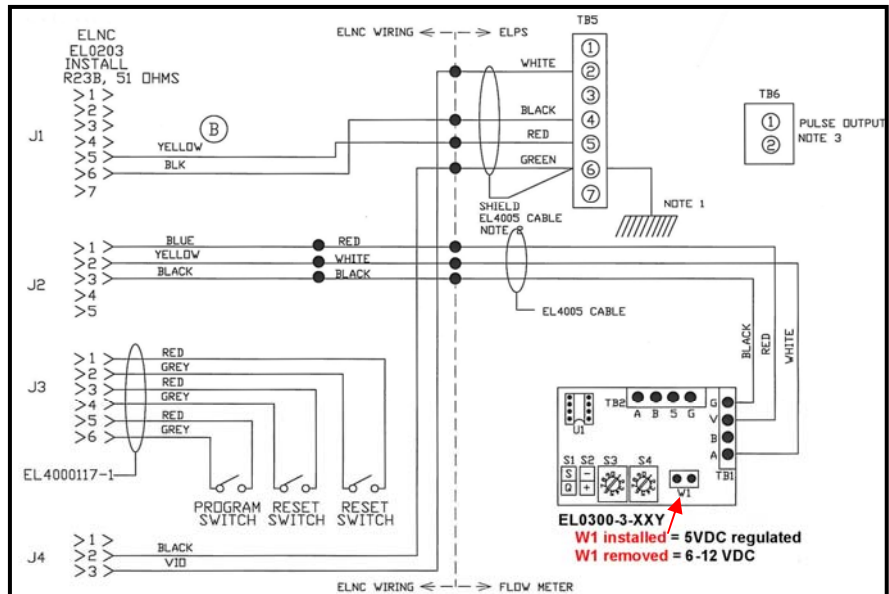 ELNC
EL0203
INSTALL
R23B, 51 OHMS
ELNC WIRING <— —> ELPS
TB5
J1
>1 >
>2 >
>3 >
>4 >
>5 >
>6 >
>7
B
YELLOW
BLK
WHITE
BLACK
RED
GREEN
1
2
3
4
5
6
7
TB6
1
2
PULSE OUTPUT
NOTE 3
SHIELD
EL4005 CABLE
NOTE 2
NOTE 1
J2
>1 >
>2 >
>3 >
>4
>5
BLUE
YELLOW
BLACK
RED
WHITE
BLACK
EL4005 CABLE
BLACK
RED
WHITE
J3
>1 >
>2 >
>3 >
>4 >
>5 >
>6 >
RED
GREY
RED
GREY
RED
GREY
EL4000117-1
PROGRAM SWITCH
RESET SWITCH
RESET SWITCH
U1
TB2
A B 5 G
G
V
B
A
TB1
S1 S2 S3 S4
S
Q
-
+
W1
EL0300-3-XXY
W1 installed = 5VDC regulated
W1 removed = 6-12 VDC
J4
>1 >
>2 >
>3 >
BLACK
VIO
ELNC WIRING <— —> FLOW METER